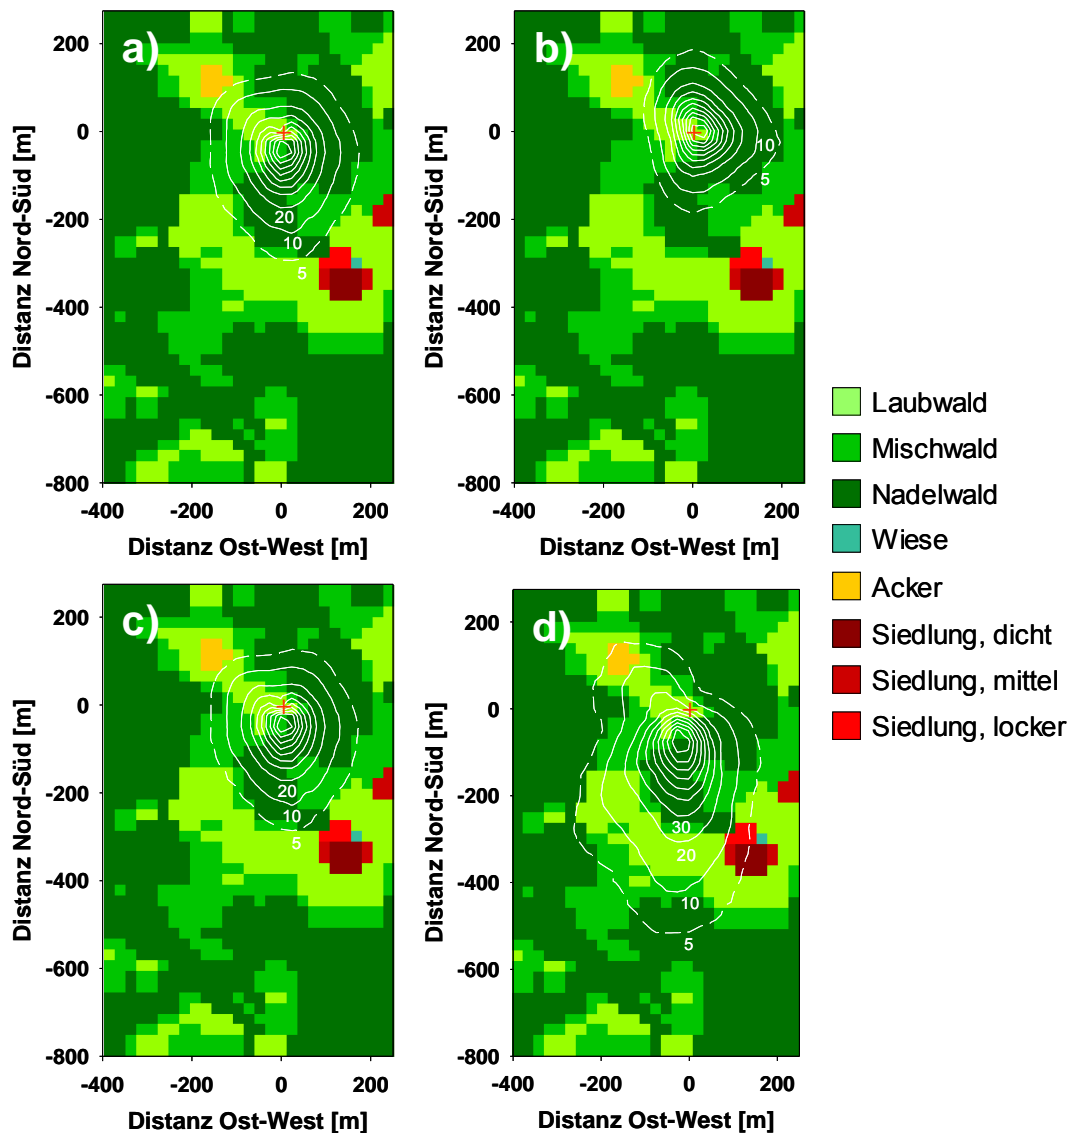 a)
200
0
-200
-400
-600
-800
Distanz Nord-Süd [m]
20
10
5
-400 -200 0 200
Distanz Ost-West [m]
b)
200
0
-200
-400
-600
-800
Distanz Nord-Süd [m]
10
5
-400 -200 0 200
Distanz Ost-West [m]
c)
200
0
-200
-400
-600
-800
Distanz Nord-Süd [m]
20
10
5
-400 -200 0 200
Distanz Ost-West [m]
d)
200
0
-200
-400
-600
-800
Distanz Nord-Süd [m]
30
20
10
5
-400 -200 0 200
Distanz Ost-West [m]
Laubwald
Mischwald
Nadelwald
Wiese
Acker
Siedlung, dicht
Siedlung, mittel
Siedlung, locker